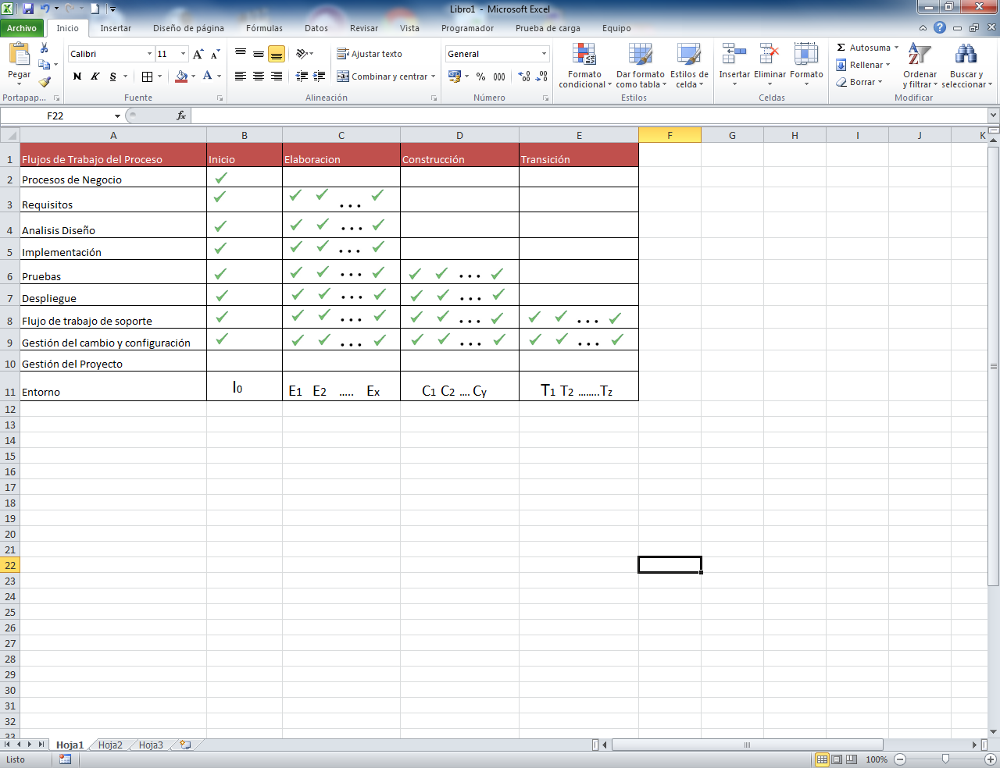 Libro1 - Microsoft Excel
Archivo Inicio Insertar Diseño de página Fórmulas Datos Revisar Vista Programador Prueba de carga Equipo
Pegar
Calibri 11
N K S
Ajustar texto
Combinar y centrar
General
% 000
Formato condicional
Dar formato como tabla
Estilos de celda
Insertar Eliminar Formato
Σ Autosuma
Rellenar
Borrar
Ordenar y filtrar
Buscar y seleccionar
Portapap... Fuente Alineación Número Estilos Celdas Modificar
F22 fx
A B C D E F G H I J K
1 Flujos de Trabajo del Proceso Inicio Elaboracion Construcción Transición
2 Procesos de Negocio ✓
3 Requisitos ✓ ✓ ✓ ... ✓
4 Analisis Diseño ✓ ✓ ✓ ... ✓
5 Implementación ✓ ✓ ✓ ... ✓
6 Pruebas ✓ ✓ ✓ ... ✓ ✓ ✓ ... ✓
7 Despliegue ✓ ✓ ✓ ... ✓ ✓ ✓ ... ✓
8 Flujo de trabajo de soporte ✓ ✓ ✓ ... ✓ ✓ ✓ ... ✓ ✓ ✓ ... ✓
9 Gestión del cambio y configuración ✓ ✓ ✓ ... ✓ ✓ ✓ ... ✓ ✓ ✓ ... ✓
10 Gestión del Proyecto
11 Entorno I0 E1 E2 ..... Ex C1 C2 .... Cy T1 T2 ........Tz
12
13
14
15
16
17
18
19
20
21
22
23
24
25
26
27
28
29
30
31
32
33
Hoja1 Hoja2 Hoja3
Listo 100%